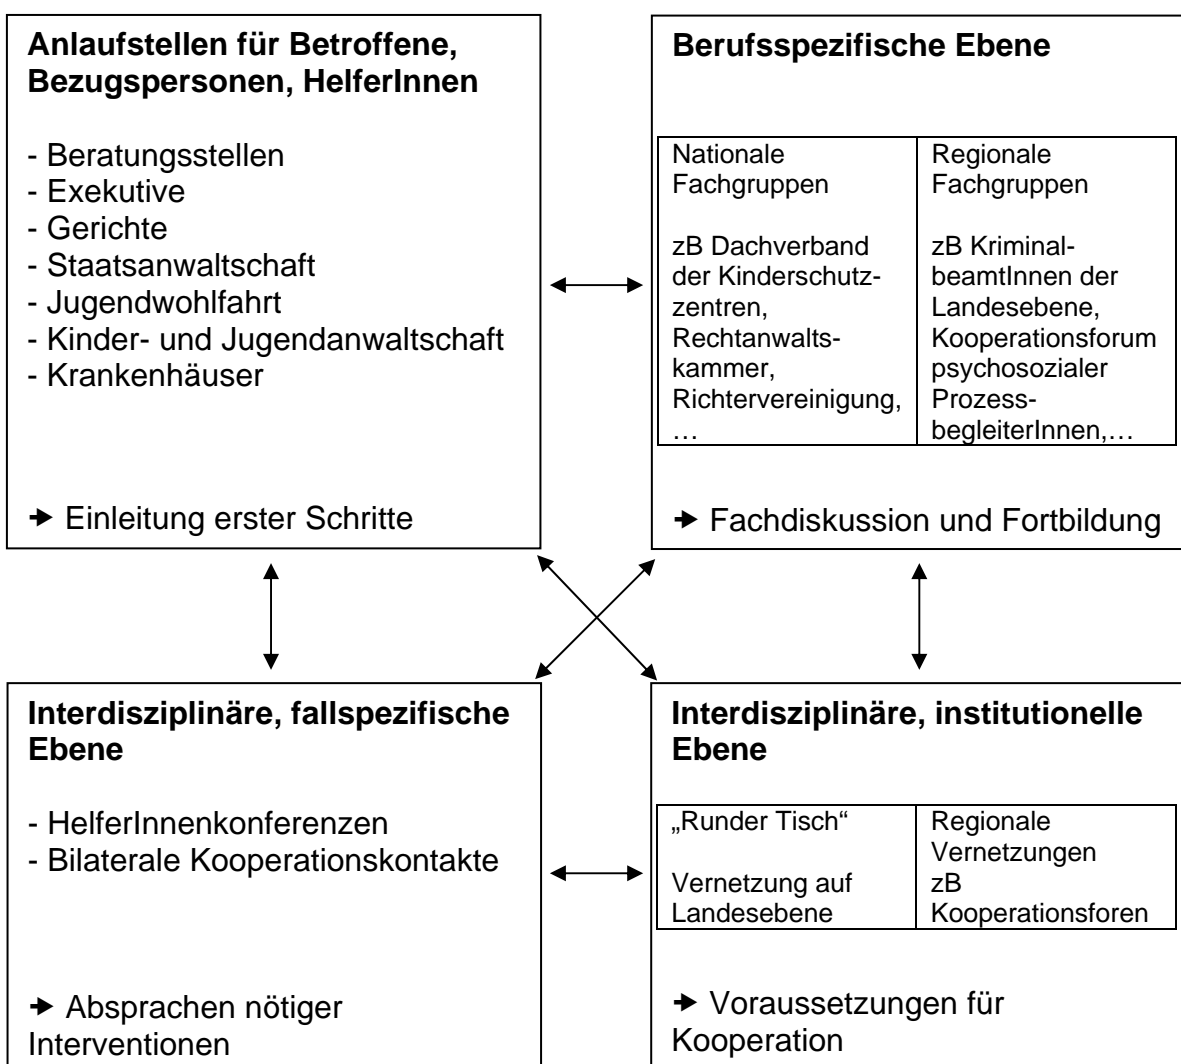 Anlaufstellen für Betroffene,
Bezugspersonen, HelferInnen
- Beratungsstellen
- Exekutive
- Gerichte
- Staatsanwaltschaft
- Jugendwohlfahrt
- Kinder- und Jugendanwaltschaft
- Krankenhäuser
➔ Einleitung erster Schritte
Berufsspezifische Ebene
Nationale
Fachgruppen
zB Dachverband
der Kinderschutz-
zentren,
Rechtanwalts-
kammer,
Richtervereinigung,
…
Regionale
Fachgruppen
zB Kriminal-
beamtInnen der
Landesebene,
Kooperationsforum
psychosozialer
Prozess-
begleiterInnen,…
➔ Fachdiskussion und Fortbildung
Interdisziplinäre, fallspezifische
Ebene
- HelferInnenkonferenzen
- Bilaterale Kooperationskontakte
➔ Absprachen nötiger
Interventionen
Interdisziplinäre, institutionelle
Ebene
„Runder Tisch“
Vernetzung auf
Landesebene
Regionale
Vernetzungen
zB
Kooperationsforen
➔ Voraussetzungen für
Kooperation